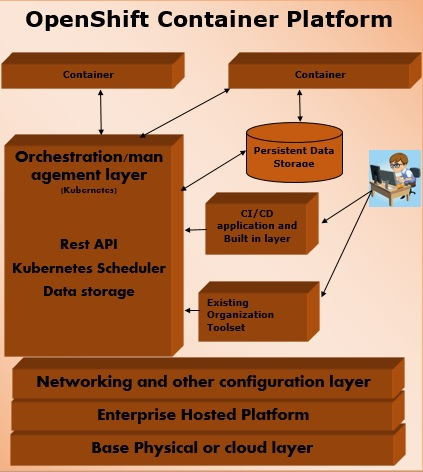 OpenShift Container Platform
Container
Container
Orchestration/man
agement layer
(Kubernetes)
Rest API
Kubernetes Scheduler
Data storage
Persistent Data
Storage
CI/CD
application and
Built in layer
Existing
Organization
Toolset
Networking and other configuration layer
Enterprise Hosted Platform
Base Physical or cloud layer